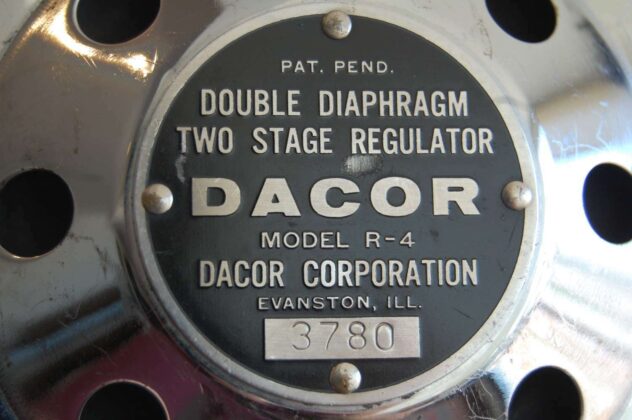 PAT. PEND.
DOUBLE DIAPHRAGM
TWO STAGE REGULATOR
DACOR
MODEL R-4
DACOR CORPORATION
EVANSTON, ILL.
3780